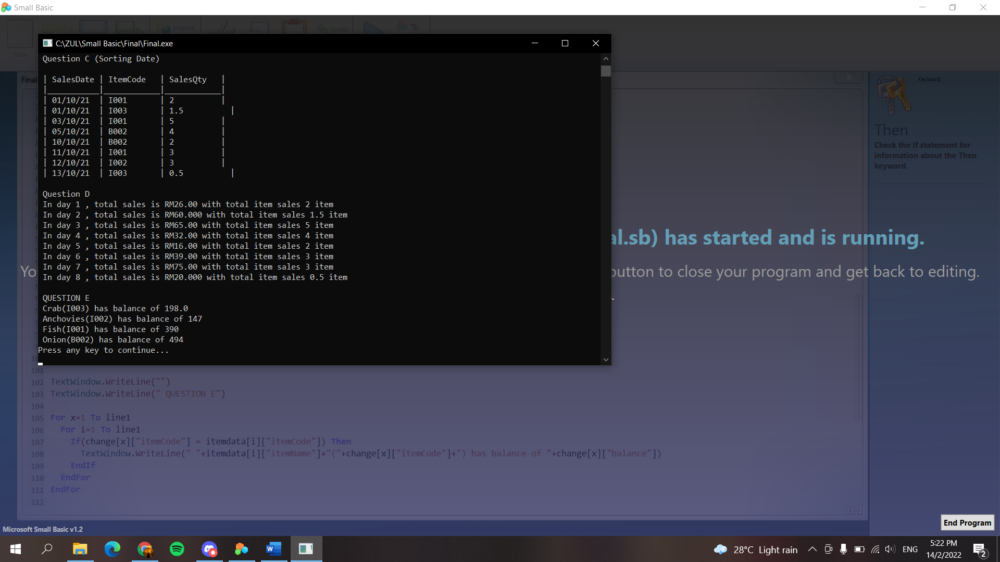 Small Basic
New
Import
Undo
C:\ZUL\Small Basic\Final\Final.exe
Question C (Sorting Date)
| SalesDate | ItemCode | SalesQty |
|___________|____________|____________|
| 01/10/21 | I001 | 2 |
| 01/10/21 | I003 | 1.5 |
| 03/10/21 | I001 | 5 |
| 05/10/21 | B002 | 4 |
| 10/10/21 | B002 | 2 |
| 11/10/21 | I001 | 3 |
| 12/10/21 | I002 | 3 |
| 13/10/21 | I003 | 0.5 |
Question D
In day 1 , total sales is RM26.00 with total item sales 2 item
In day 2 , total sales is RM60.000 with total item sales 1.5 item
In day 3 , total sales is RM65.00 with total item sales 5 item
In day 4 , total sales is RM32.00 with total item sales 4 item
In day 5 , total sales is RM16.00 with total item sales 2 item
In day 6 , total sales is RM39.00 with total item sales 3 item
In day 7 , total sales is RM75.00 with total item sales 3 item
In day 8 , total sales is RM20.000 with total item sales 0.5 item
QUESTION E
Crab(I003) has balance of 198.0
Anchovies(I002) has balance of 147
Fish(I001) has balance of 390
Onion(B002) has balance of 494
Press any key to continue...
Final
Keyword
Then
Check the If statement for
information about the Then
keyword.
al.sb) has started and is running.
Yo
button to close your program and get back to editing.
101
102 TextWindow.WriteLine("")
103 TextWindow.WriteLine(" QUESTION E")
104
105 For x=1 To line1
106 For i=1 To line1
107 If(change[x]["itemCode"] = itemdata[i]["itemCode"]) Then
108 TextWindow.WriteLine(" "+itemdata[i]["itemName"]+"("+change[x]["itemCode"]+") has balance of "+change[x]["balance"])
109 EndIf
110 EndFor
111 EndFor
112
85,1
End Program
Microsoft Small Basic v1.2
28°C Light rain
ENG
5:22 PM
14/2/2022
2